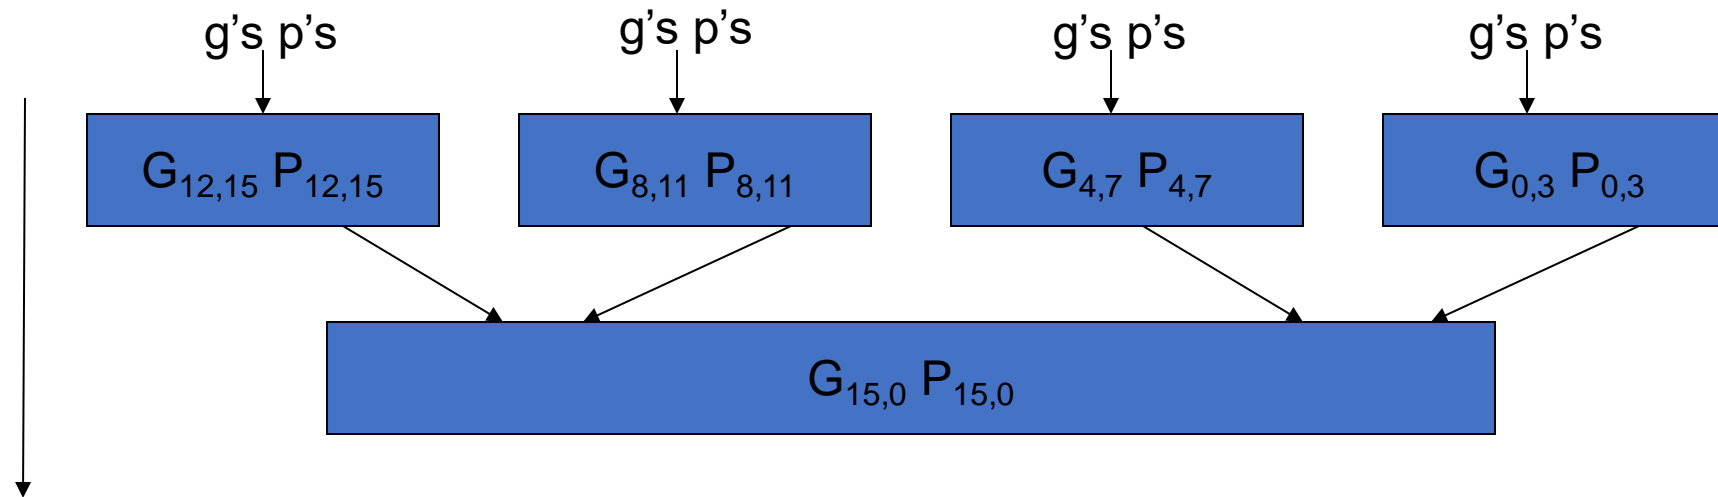 g’s p’s g’s p’s g’s p’s g’s p’s
G12,15 P12,15 G8,11 P8,11 G4,7 P4,7 G0,3 P0,3
G15,0 P15,0